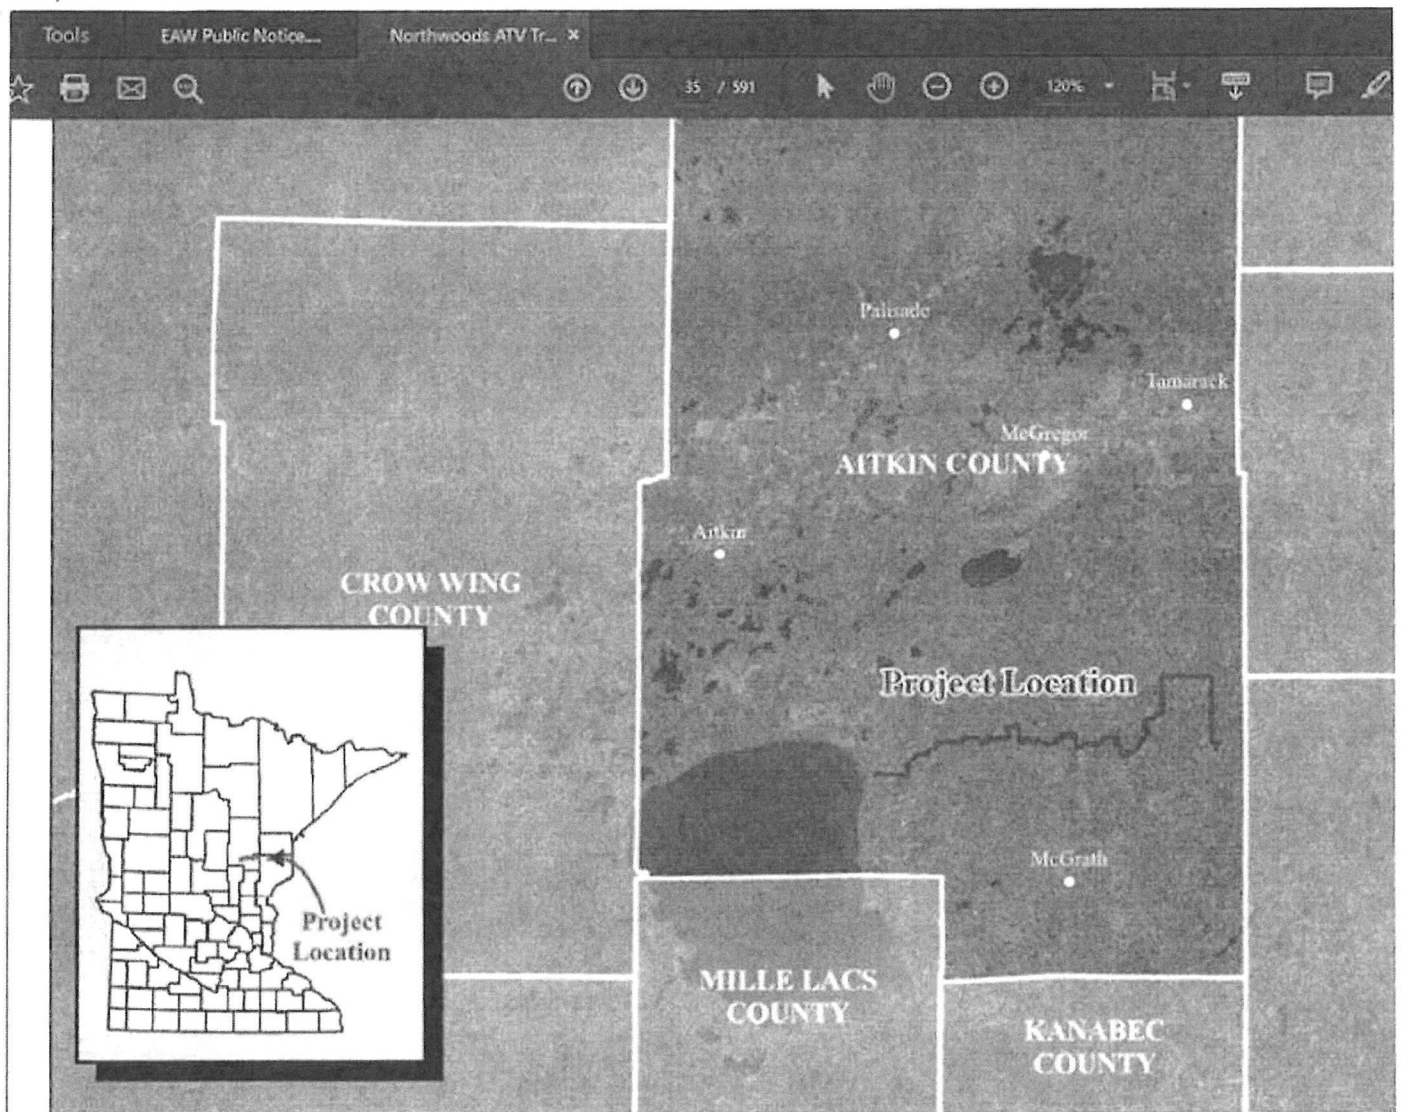 Tools EAW Public Notice.... Northwoods ATV Tr... ×
35 / 591 120%
Palisade
Tamarack
McGregor
AITKIN COUNTY
Aitkin
CROW WING
COUNTY
Project Location
McGrath
Project
Location
MILLE LACS
COUNTY
KANABEC
COUNTY